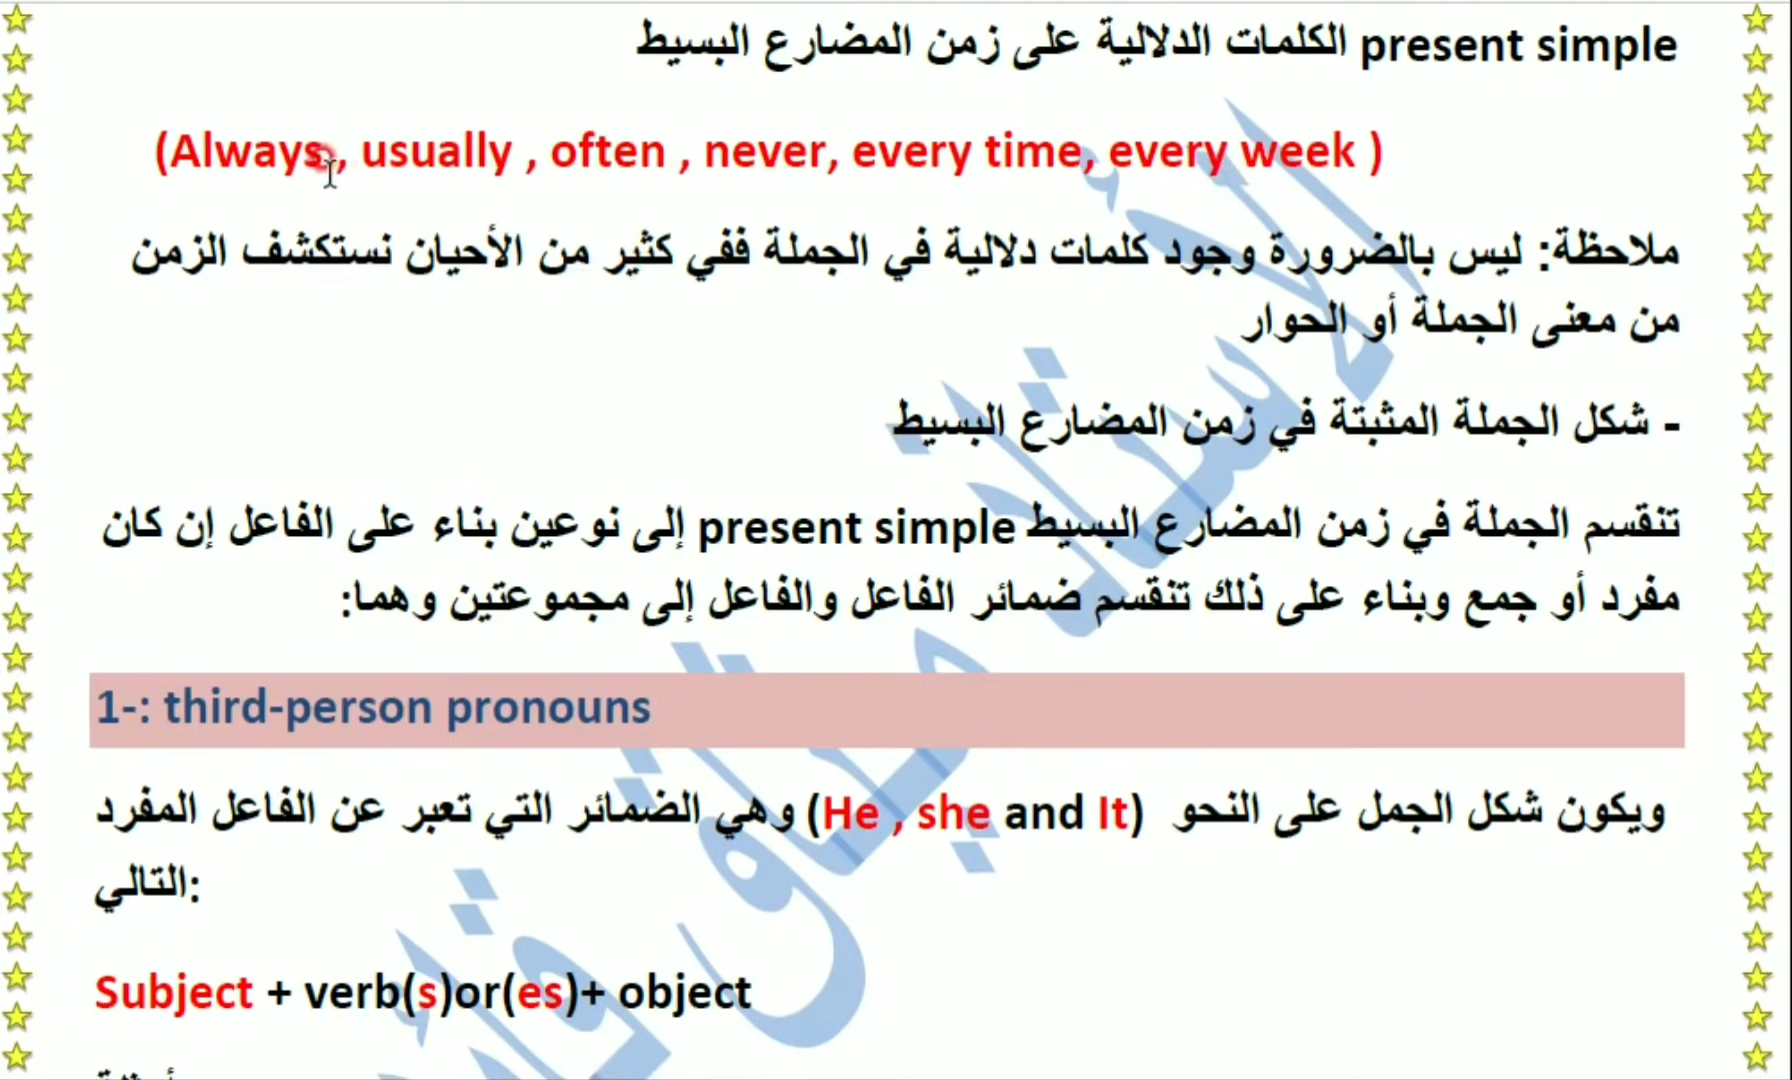 الكلمات الدلالية على زمن المضارع البسيط present simple
(Always , usually , often , never, every time, every week )
ملاحظة: ليس بالضرورة وجود كلمات دلالية في الجملة ففي كثير من الأحيان نستكشف الزمن
من معنى الجملة أو الحوار
- شكل الجملة المثبتة في زمن المضارع البسيط
تنقسم الجملة في زمن المضارع البسيط present simple إلى نوعين بناء على الفاعل إن كان
مفرد أو جمع وبناء على ذلك تنقسم ضمائر الفاعل والفاعل إلى مجموعتين وهما:
1-: third-person pronouns
ويكون شكل الجمل على النحو (He , she and It) وهي الضمائر التي تعبر عن الفاعل المفرد
التالي:
Subject + verb(s)or(es)+ object